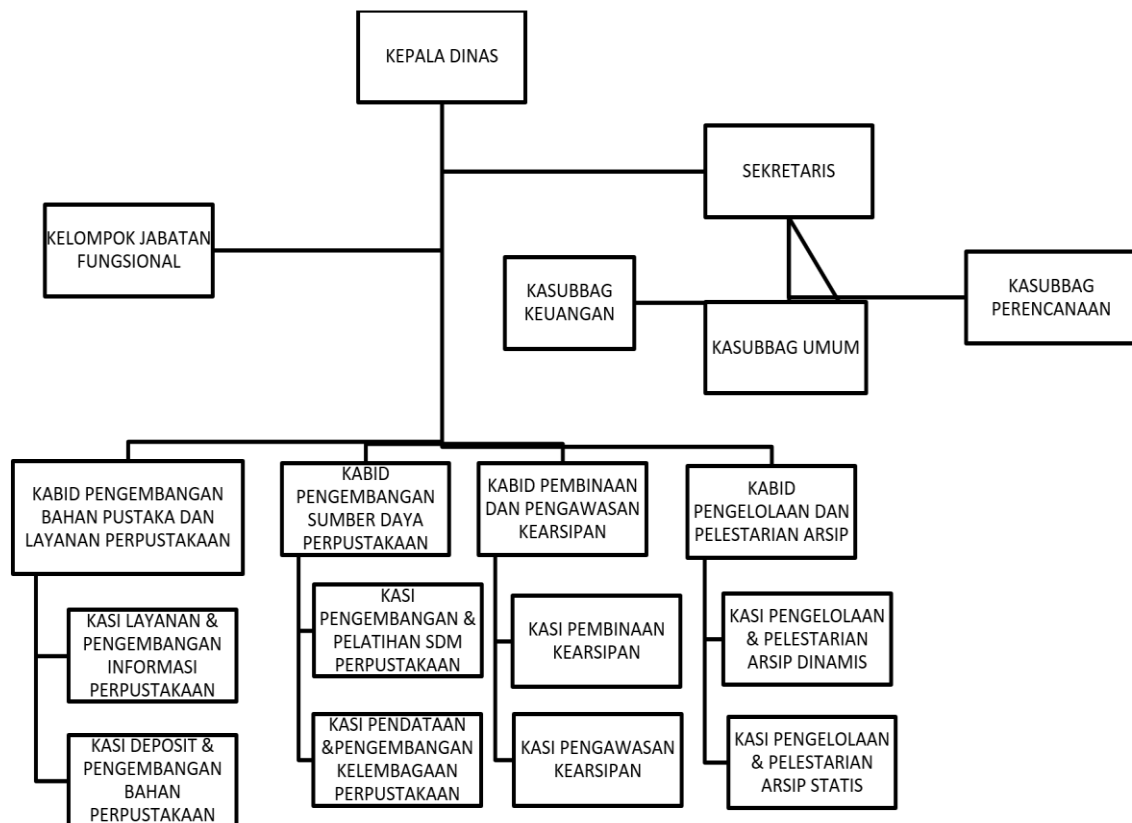 KEPALA DINAS
SEKRETARIS
KELOMPOK JABATAN
FUNGSIONAL
KASUBBAG
KEUANGAN
KASUBBAG UMUM
KASUBBAG
PERENCANAAN
KABID PENGEMBANGAN
BAHAN PUSTAKA DAN
LAYANAN PERPUSTAKAAN
KABID
PENGEMBANGAN
SUMBER DAYA
PERPUSTAKAAN
KABID PEMBINAAN
DAN PENGAWASAN
KEARSIPAN
KABID
PENGELOLAAN DAN
PELESTARIAN ARSIP
KASI LAYANAN &
PENGEMBANGAN
INFORMASI
PERPUSTAKAAN
KASI
PENGEMBANGAN &
PELATIHAN SDM
PERPUSTAKAAN
KASI PEMBINAAN
KEARSIPAN
KASI PENGELOLAAN
& PELESTARIAN
ARSIP DINAMIS
KASI DEPOSIT &
PENGEMBANGAN
BAHAN
PERPUSTAKAAN
KASI PENDATAAN
&PENGEMBANGAN
KELEMBAGAAN
PERPUSTAKAAN
KASI PENGAWASAN
KEARSIPAN
KASI PENGELOLAAN
& PELESTARIAN
ARSIP STATIS